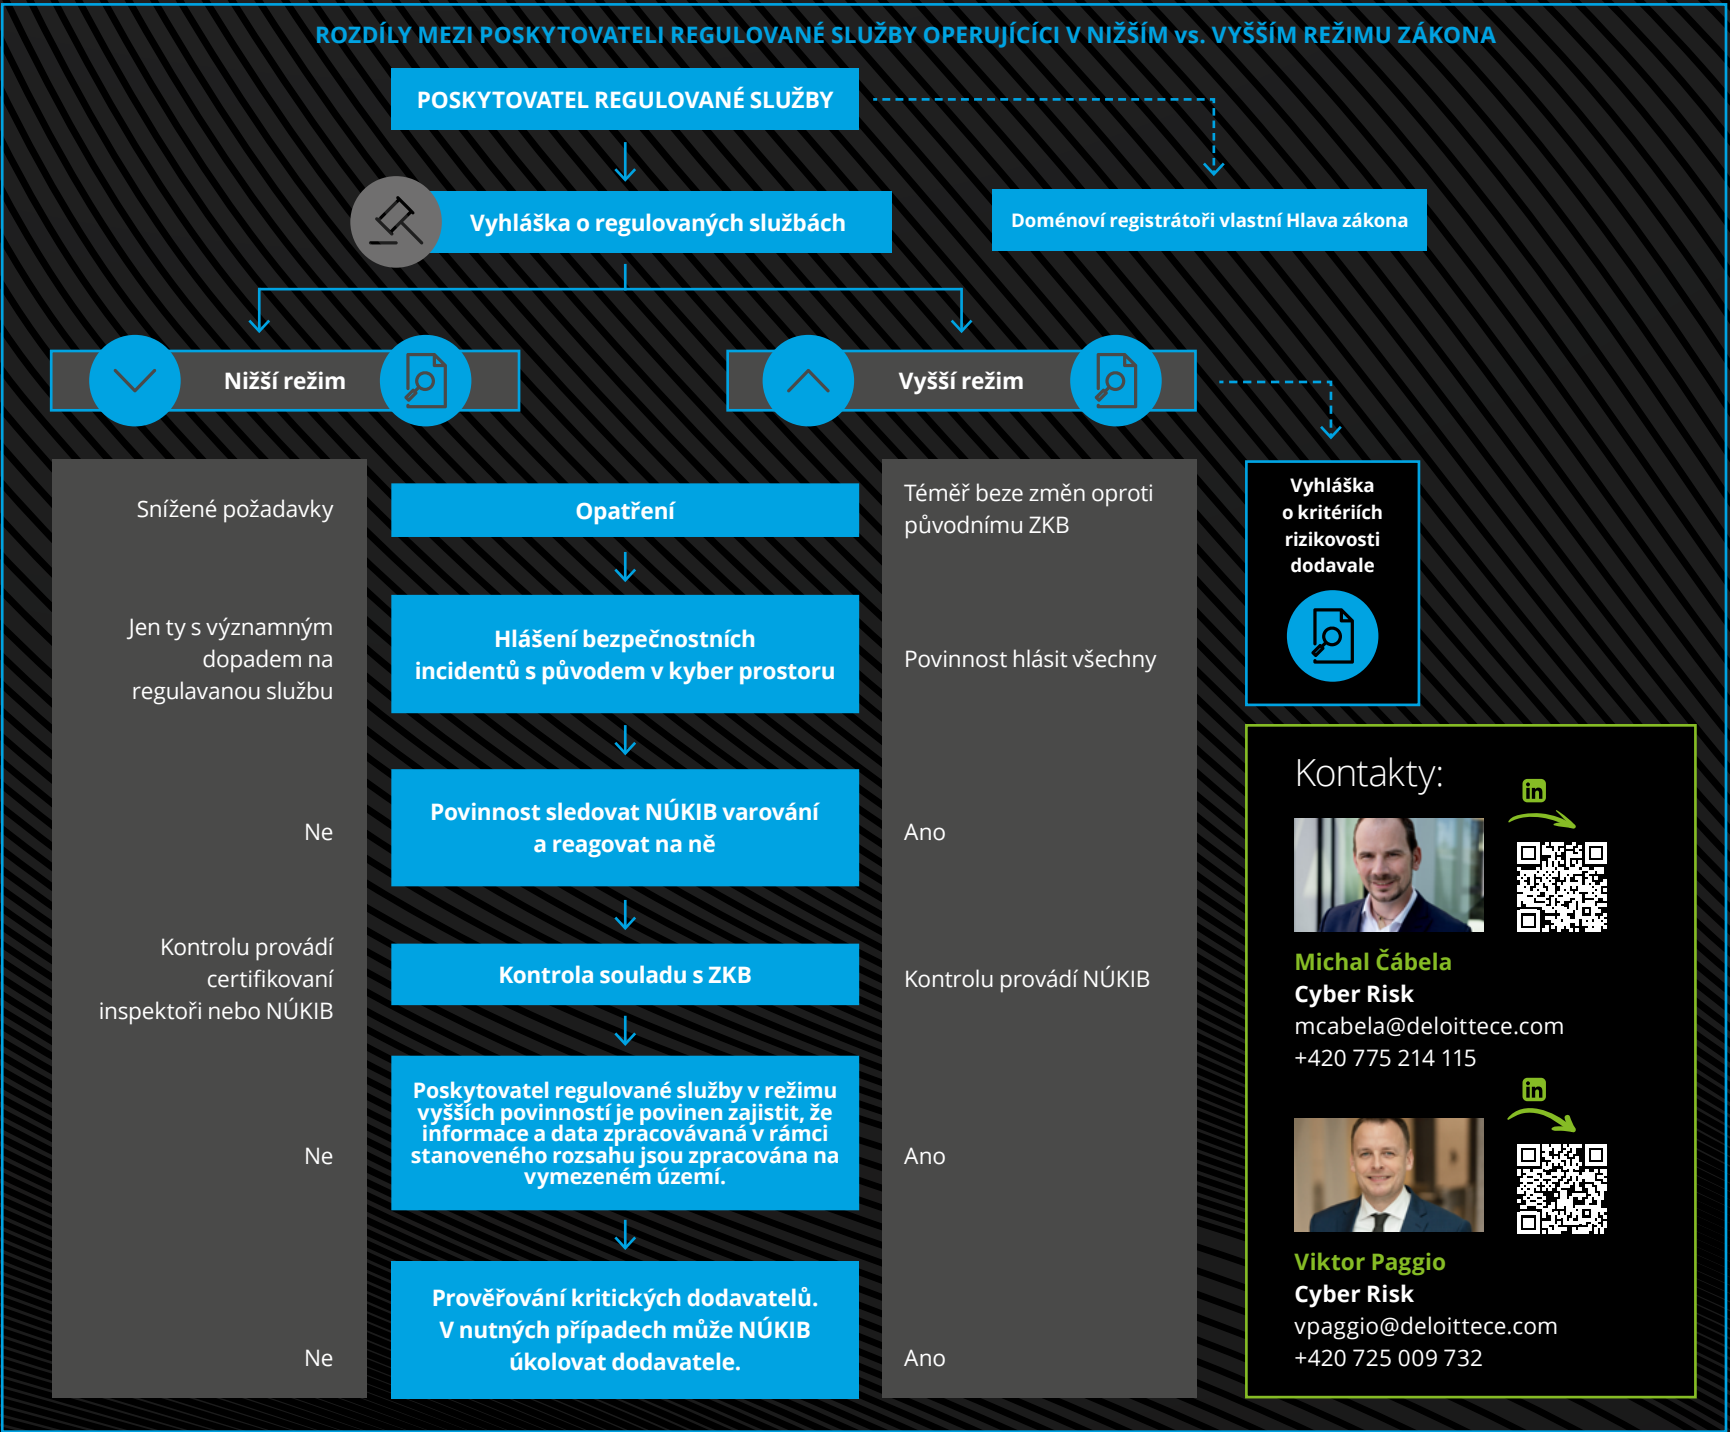 ROZDÍLY MEZI POSKYTOVATELI REGULOVANÉ SLUŽBY OPERUJÍCÍCI V NIŽŠÍM vs. VYŠŠÍM REŽIMU ZÁKONA
POSKYTOVATEL REGULOVANÉ SLUŽBY
Vyhláška o regulovaných službách
Doménoví registrátoři vlastní Hlava zákona
Nižší režim
Vyšší režim
Snížené požadavky
Opatření
Téměř beze změn oproti
původnímu ZKB
Vyhláška
o kritériích
rizikovosti
dodavale
Jen ty s významným
dopadem na
regulavanou službu
Hlášení bezpečnostních
incidentů s původem v kyber prostoru
Povinnost hlásit všechny
Ne
Povinnost sledovat NÚKIB varování
a reagovat na ně
Ano
Kontrolu provádí
certifikovaní
inspektoři nebo NÚKIB
Kontrola souladu s ZKB
Kontrolu provádí NÚKIB
Ne
Poskytovatel regulované služby v režimu
vyšších povinností je povinen zajistit, že
informace a data zpracovávaná v rámci
stanoveného rozsahu jsou zpracována na
vymezeném území.
Ano
Ne
Prověřování kritických dodavatelů.
V nutných případech může NÚKIB
úkolovat dodavatele.
Ano
Kontakty:
in
Michal Čábela
Cyber Risk
mcabela@deloittece.com
+420 775 214 115
in
Viktor Paggio
Cyber Risk
vpaggio@deloittece.com
+420 725 009 732